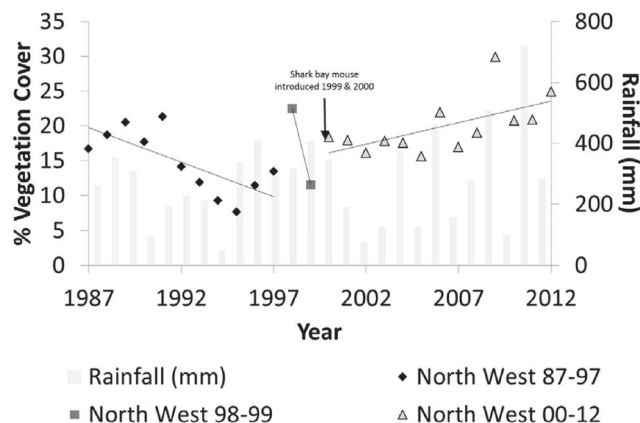 35
30
25
20
15
10
5
0
% Vegetation Cover
Shark bay mouse
introduced 1999 & 2000
800
600
400
200
0
Rainfall (mm)
1987 1992 1997 2002 2007 2012
Year
Rainfall (mm) North West 87-97
North West 98-99 North West 00-12